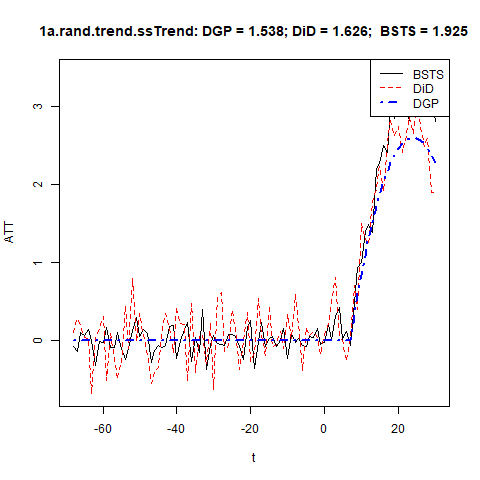 1a.rand.trend.ssTrend: DGP = 1.538; DiD = 1.626;  BSTS = 1.925
BSTS
DiD
DGP
ATT
3
2
1
0
-60
-40
-20
0
20
t